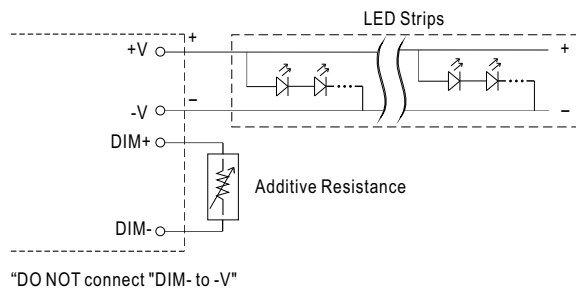 LED Strips
+V + +
-V − −
DIM+
Additive Resistance
DIM-
“DO NOT connect "DIM- to -V"